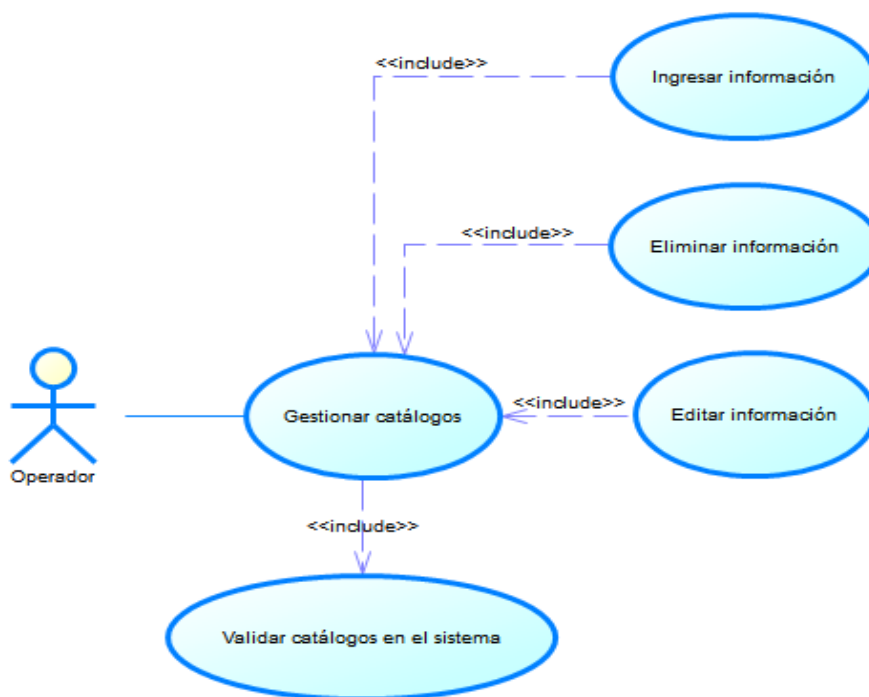 <<include>>
Ingresar información
<<include>>
Eliminar información
<<include>>
Editar información
Gestionar catálogos
Operador
<<include>>
Validar catálogos en el sistema